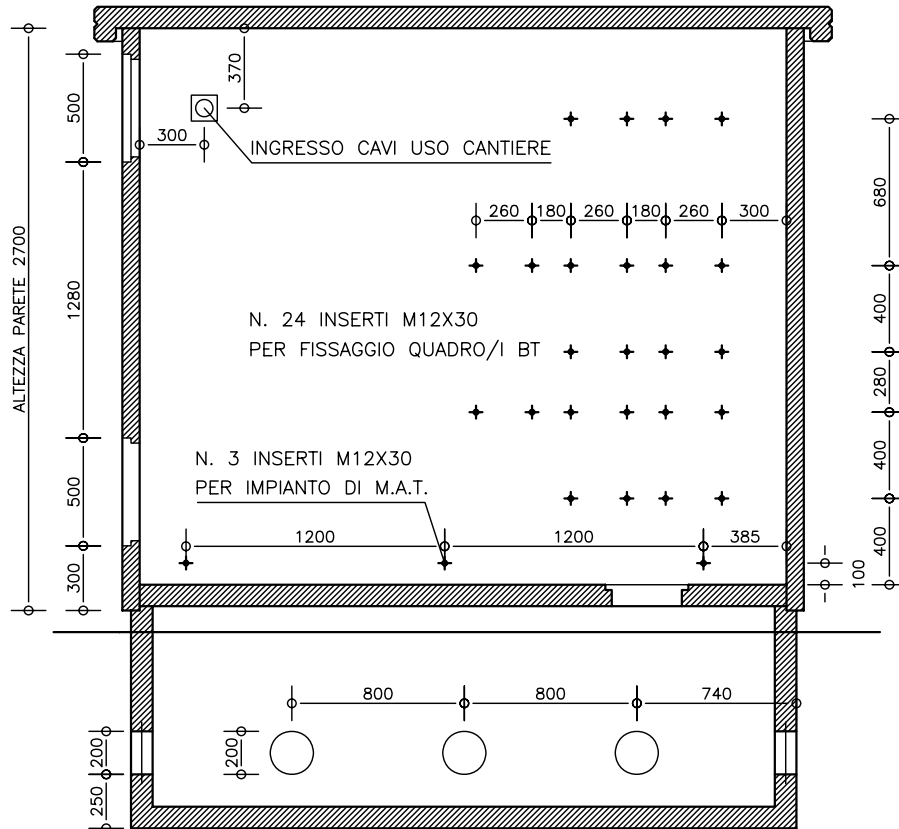 370
500
300
INGRESSO CAVI USO CANTIERE
680
260 180 260 180 260 300
ALTEZZA PARETE 2700
1280
N. 24 INSERTI M12X30
PER FISSAGGIO QUADRO/I BT
400
280
N. 3 INSERTI M12X30
PER IMPIANTO DI M.A.T.
400
500
1200 1200 385
400
300
100
800 800 740
200
200
250